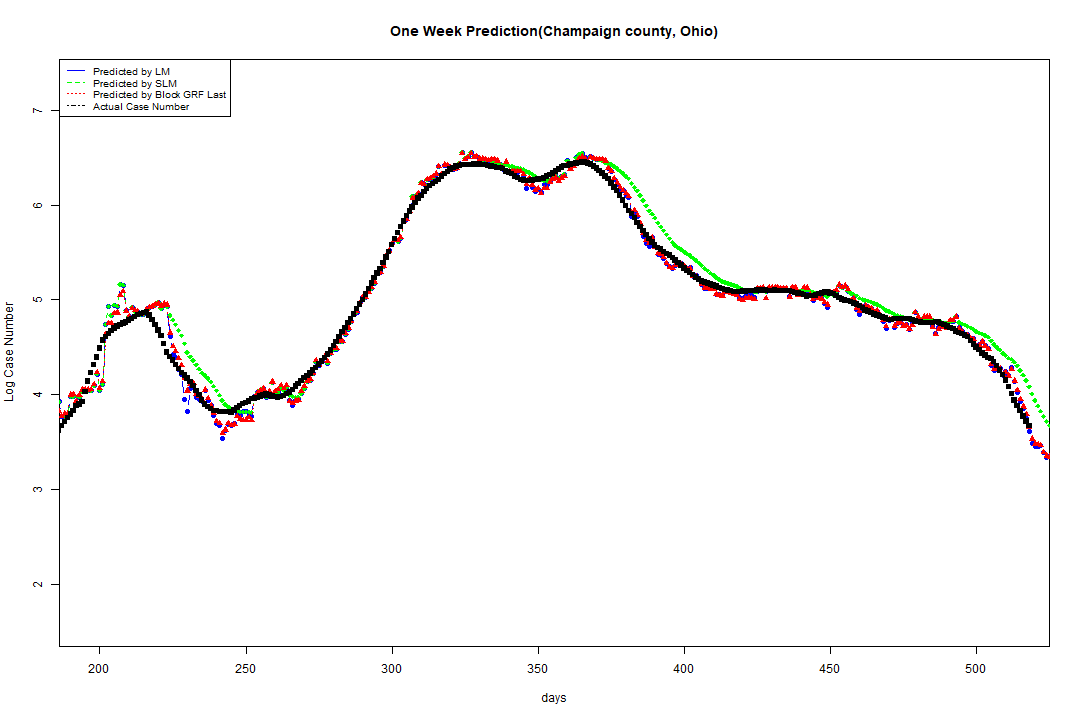 One Week Prediction(Champaign county, Ohio)
Predicted by LM
Predicted by SLM
Predicted by Block GRF Last
Actual Case Number
7
6
5
4
3
2
Log Case Number
200 250 300 350 400 450 500
days